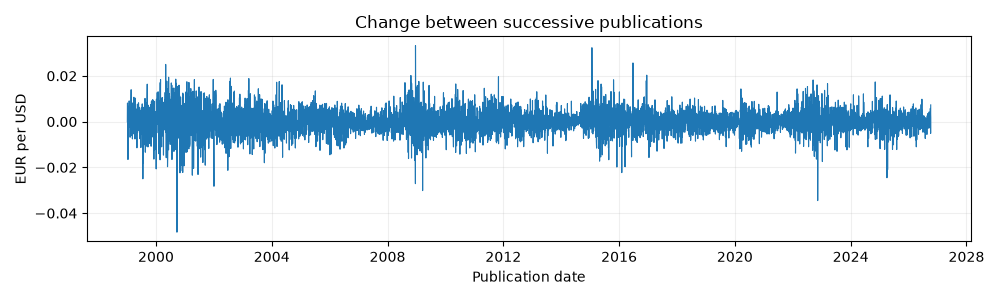 Change between successive publications
EUR per USD
0.02
0.00
−0.02
−0.04
2000 2004 2008 2012 2016 2020 2024 2028
Publication date